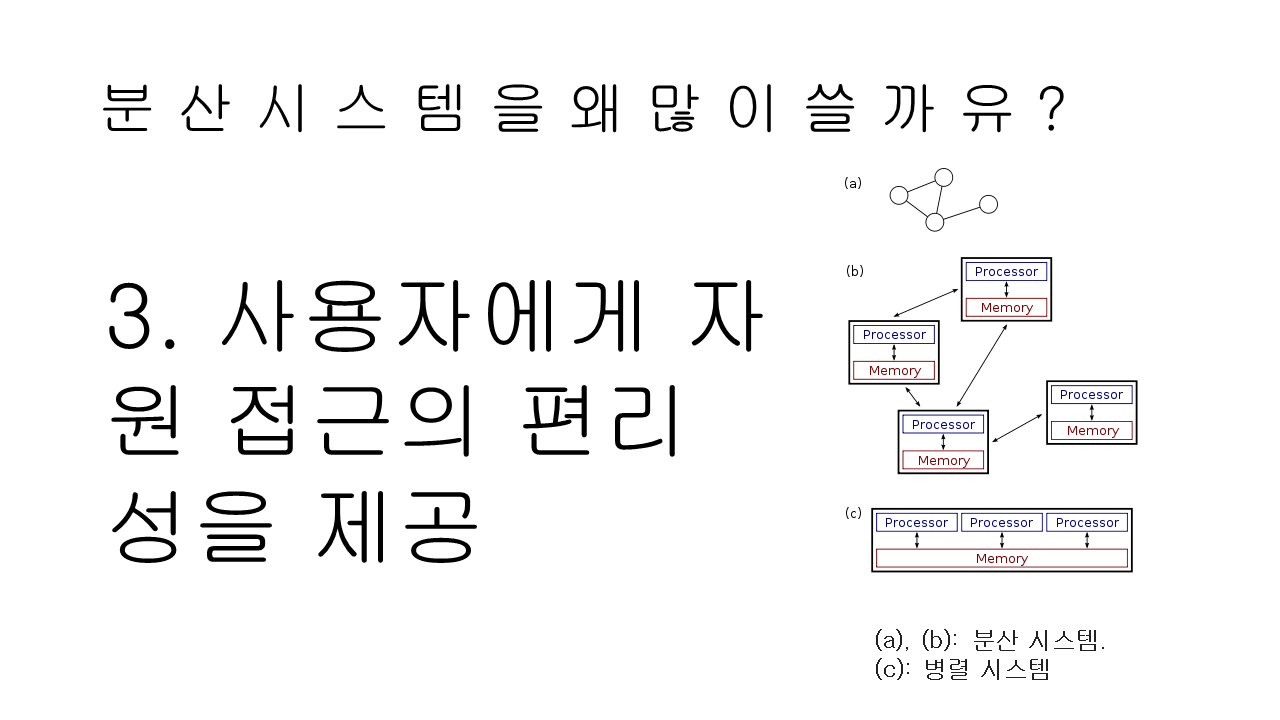 분산시스템을왜많이쓸까유?
3. 사용자에게 자
원 접근의 편리
성을 제공
(a)
(b)
Processor
Memory
Processor
Memory
Processor
Memory
Processor
Memory
(c)
Processor Processor Processor
Memory
(a), (b): 분산 시스템.
(c): 병렬 시스템